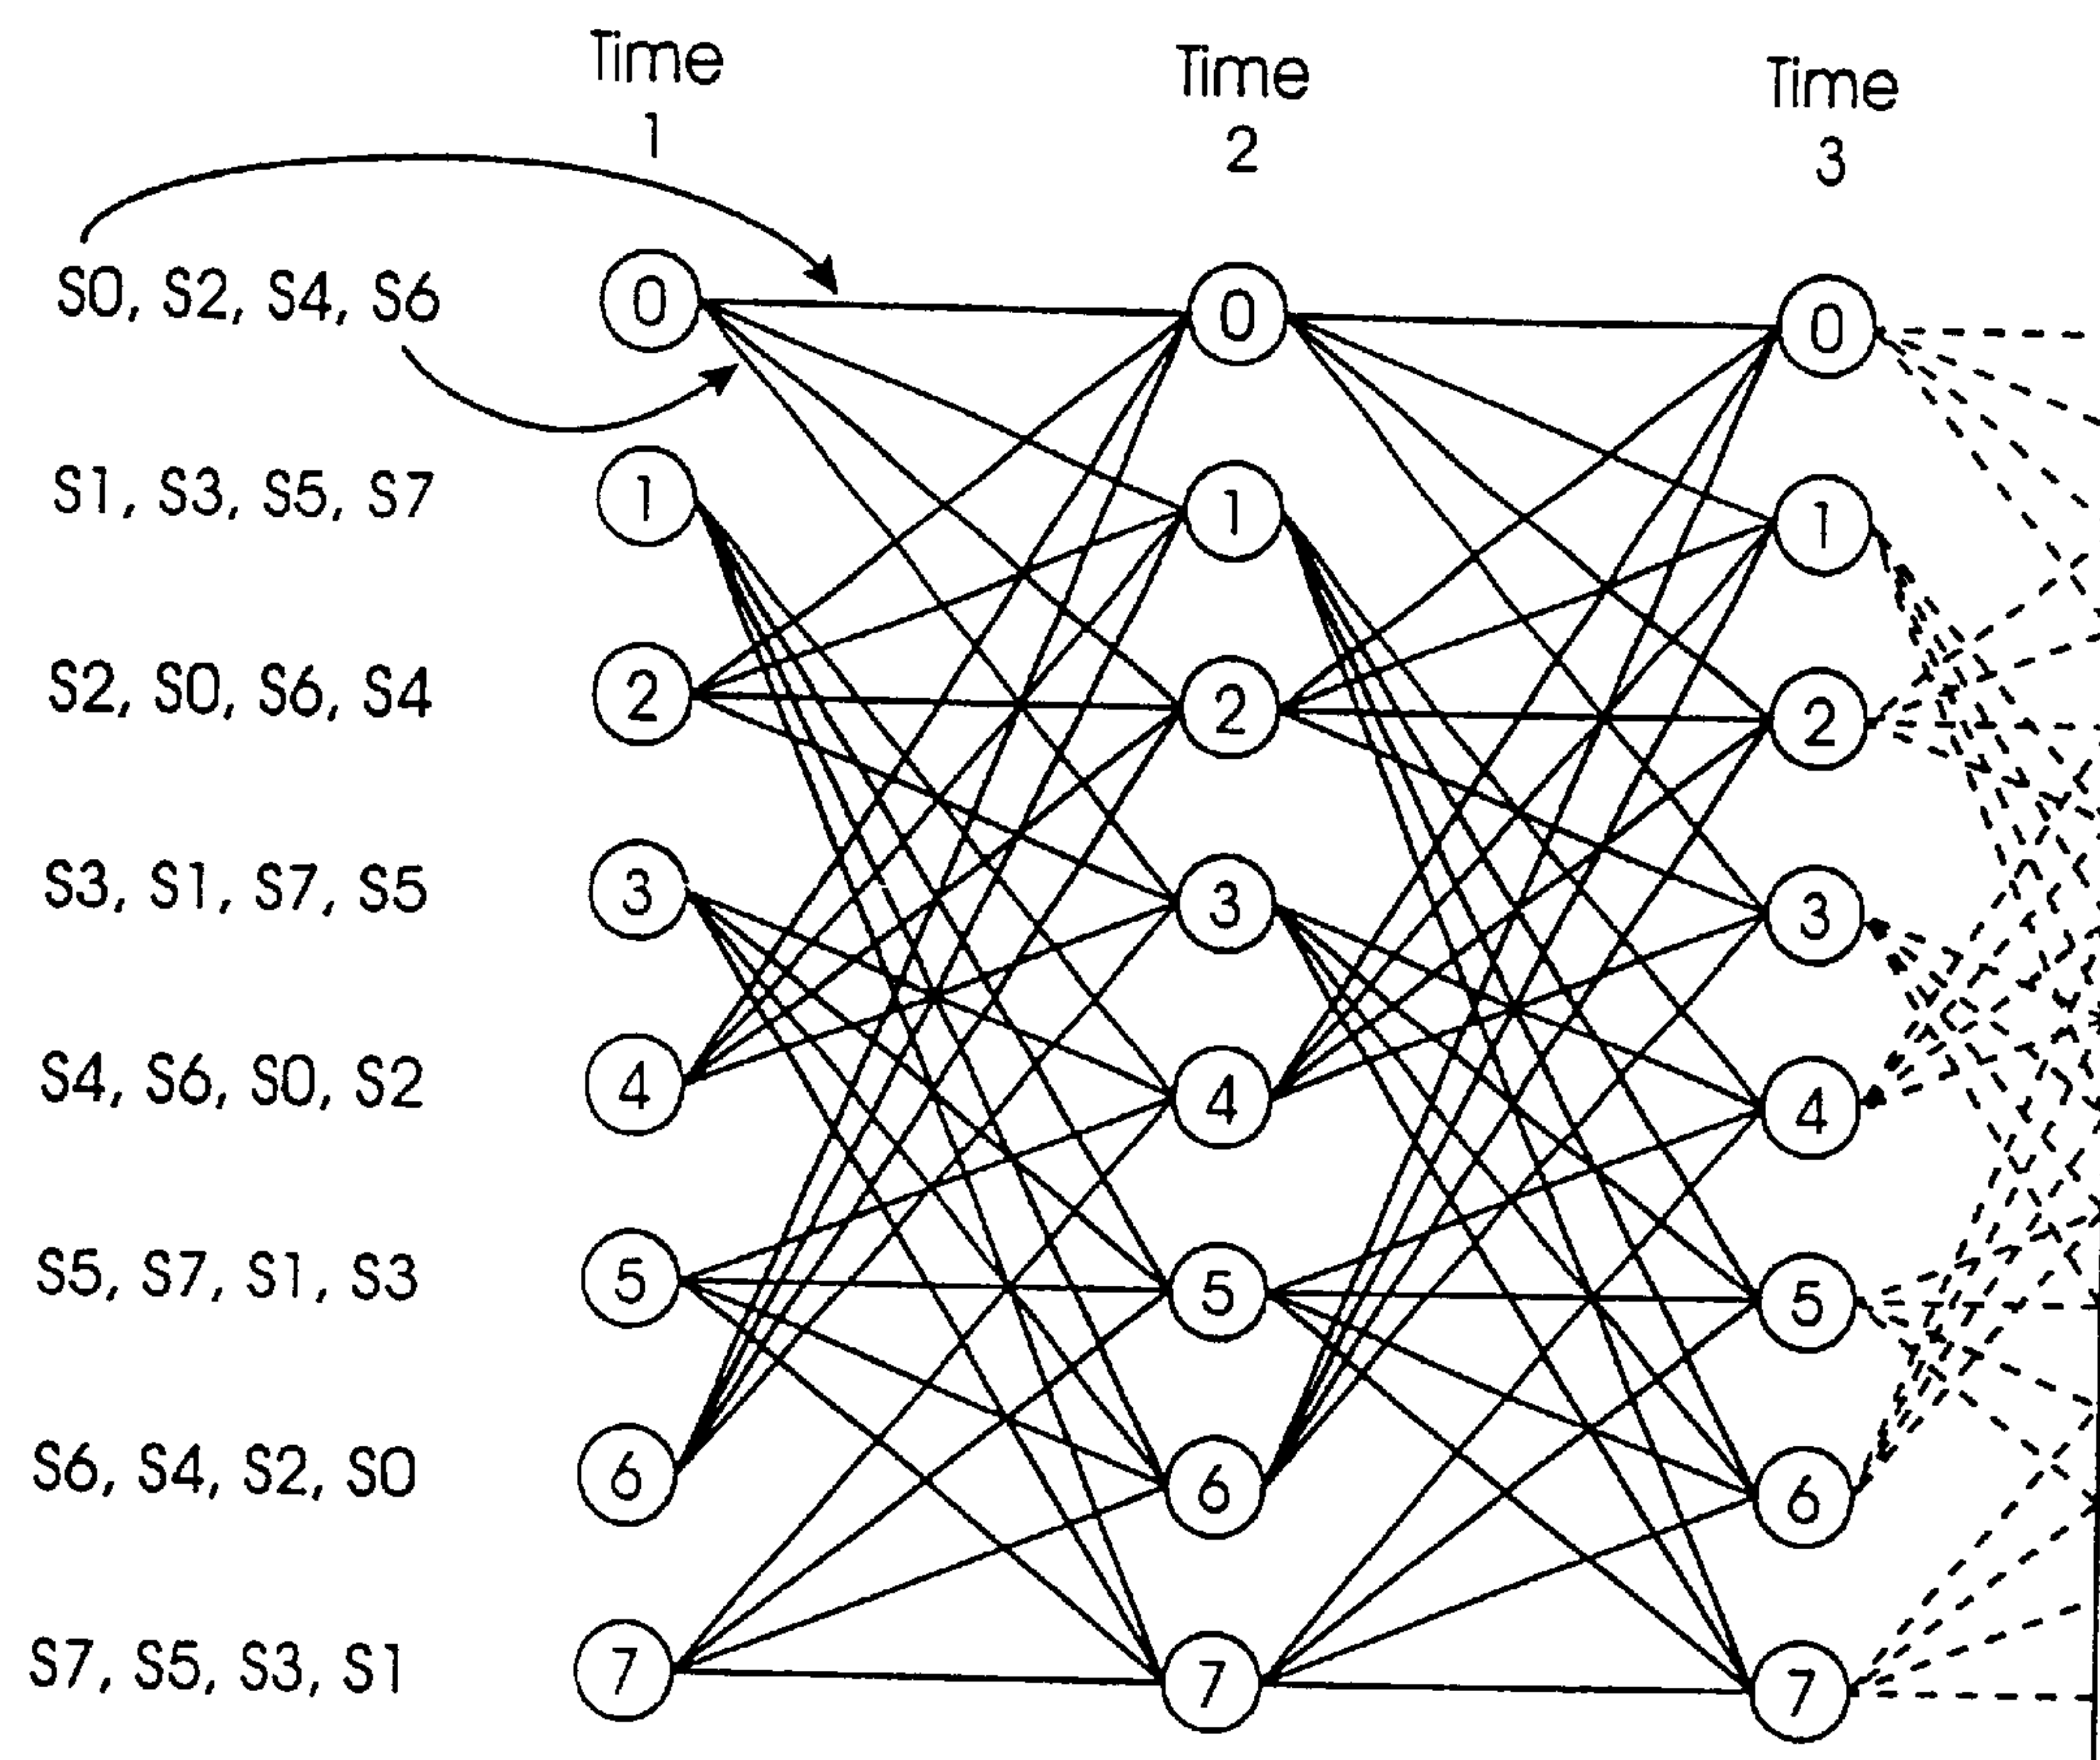 Time Time Time
1 2 3
S0, S2, S4, S6 0 0 0
S1, S3, S5, S7 1 1 1
S2, S0, S6, S4 2 2 2
S3, S1, S7, S5 3 3 3
S4, S6, S0, S2 4 4 4
S5, S7, S1, S3 5 5 5
S6, S4, S2, S0 6 6 6
S7, S5, S3, S1 7 7 7